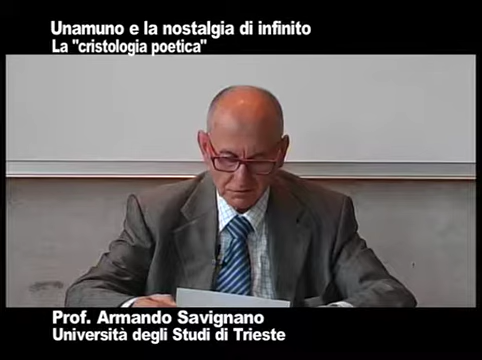 Unamuno e la nostalgia di infinito
La "cristologia poetica"
Prof. Armando Savignano
Università degli Studi di Trieste